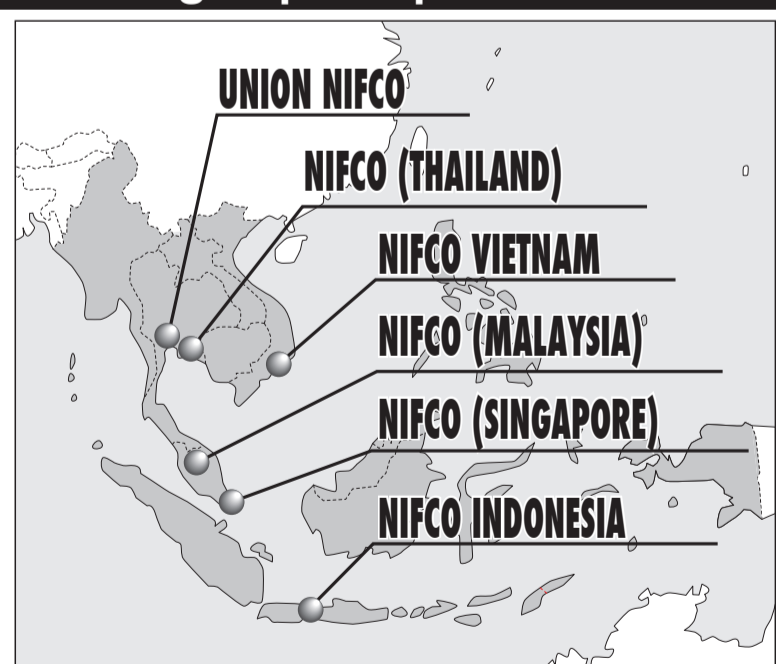 UNION NIFCO
NIFCO (THAILAND)
NIFCO VIETNAM
NIFCO (MALAYSIA)
NIFCO (SINGAPORE)
NIFCO INDONESIA